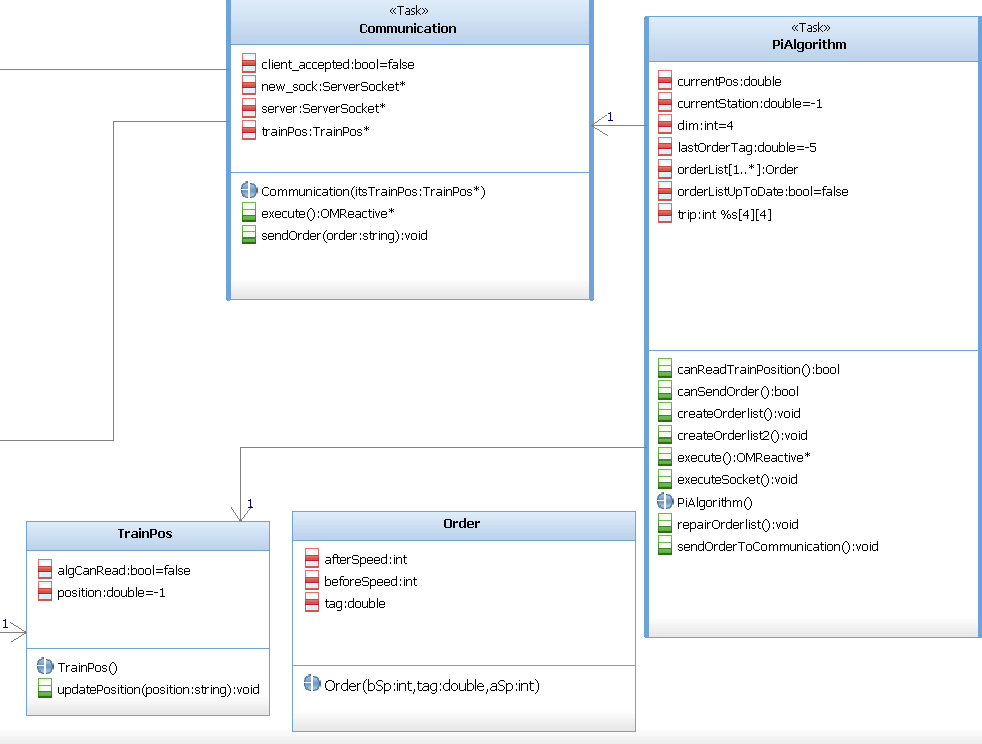 «Task»
Communication
client_accepted:bool=false
new_sock:ServerSocket*
server:ServerSocket*
trainPos:TrainPos*
Communication(itsTrainPos:TrainPos*)
execute():OMReactive*
sendOrder(order:string):void
1
«Task»
PiAlgorithm
currentPos:double
currentStation:double=-1
dim:int=4
lastOrderTag:double=-5
orderList[1..*]:Order
orderListUpToDate:bool=false
trip:int %s[4][4]
canReadTrainPosition():bool
canSendOrder():bool
createOrderlist():void
createOrderlist2():void
execute():OMReactive*
executeSocket():void
PiAlgorithm()
repairOrderlist():void
sendOrderToCommunication():void
1
TrainPos
algCanRead:bool=false
position:double=-1
1
TrainPos()
updatePosition(position:string):void
Order
afterSpeed:int
beforeSpeed:int
tag:double
Order(bSp:int,tag:double,aSp:int)